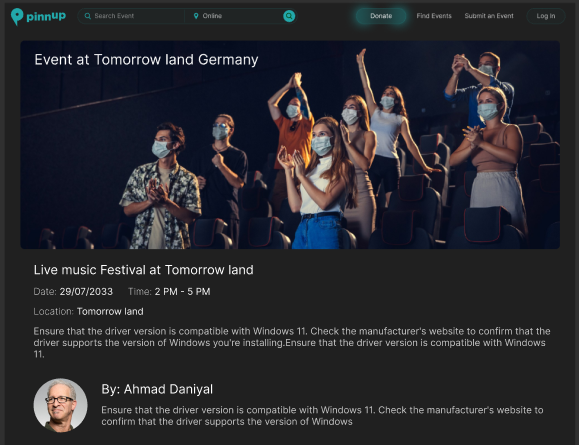 pinnup
Search Event
Online
Donate
Find Events
Submit an Event
Log In
Event at Tomorrow land Germany
Live music Festival at Tomorrow land
Date: 29/07/2033 Time: 2 PM - 5 PM
Location: Tomorrow land
Ensure that the driver version is compatible with Windows 11. Check the manufacturer's website to confirm that the
driver supports the version of Windows you're installing.Ensure that the driver version is compatible with Windows
11.
By: Ahmad Daniyal
Ensure that the driver version is compatible with Windows 11. Check the manufacturer's website to
confirm that the driver supports the version of Windows